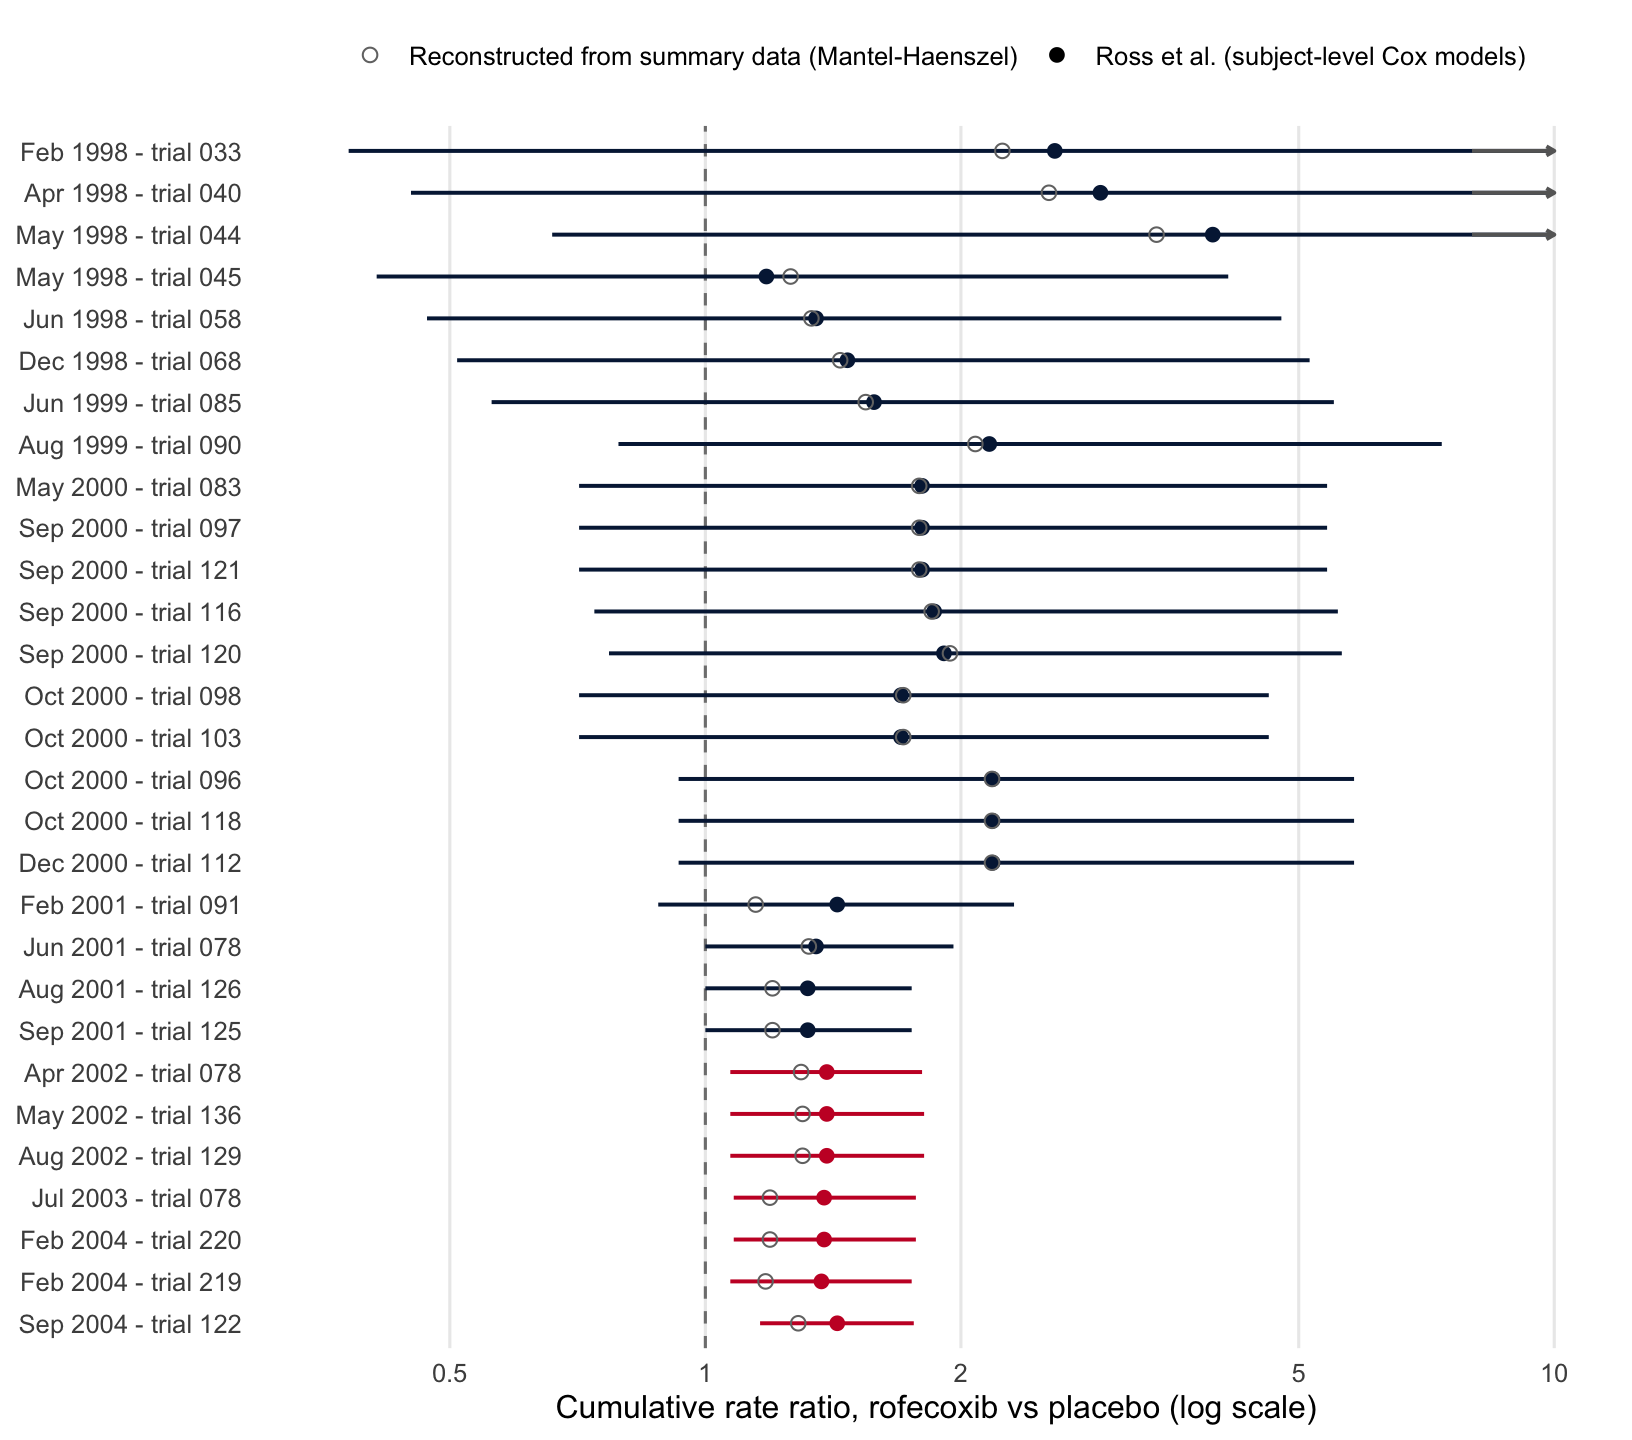 Reconstructed from summary data (Mantel-Haenszel) Ross et al. (subject-level Cox models)
Feb 1998 - trial 033
Apr 1998 - trial 040
May 1998 - trial 044
May 1998 - trial 045
Jun 1998 - trial 058
Dec 1998 - trial 068
Jun 1999 - trial 085
Aug 1999 - trial 090
May 2000 - trial 083
Sep 2000 - trial 097
Sep 2000 - trial 121
Sep 2000 - trial 116
Sep 2000 - trial 120
Oct 2000 - trial 098
Oct 2000 - trial 103
Oct 2000 - trial 096
Oct 2000 - trial 118
Dec 2000 - trial 112
Feb 2001 - trial 091
Jun 2001 - trial 078
Aug 2001 - trial 126
Sep 2001 - trial 125
Apr 2002 - trial 078
May 2002 - trial 136
Aug 2002 - trial 129
Jul 2003 - trial 078
Feb 2004 - trial 220
Feb 2004 - trial 219
Sep 2004 - trial 122
0.5 1 2 5 10
Cumulative rate ratio, rofecoxib vs placebo (log scale)